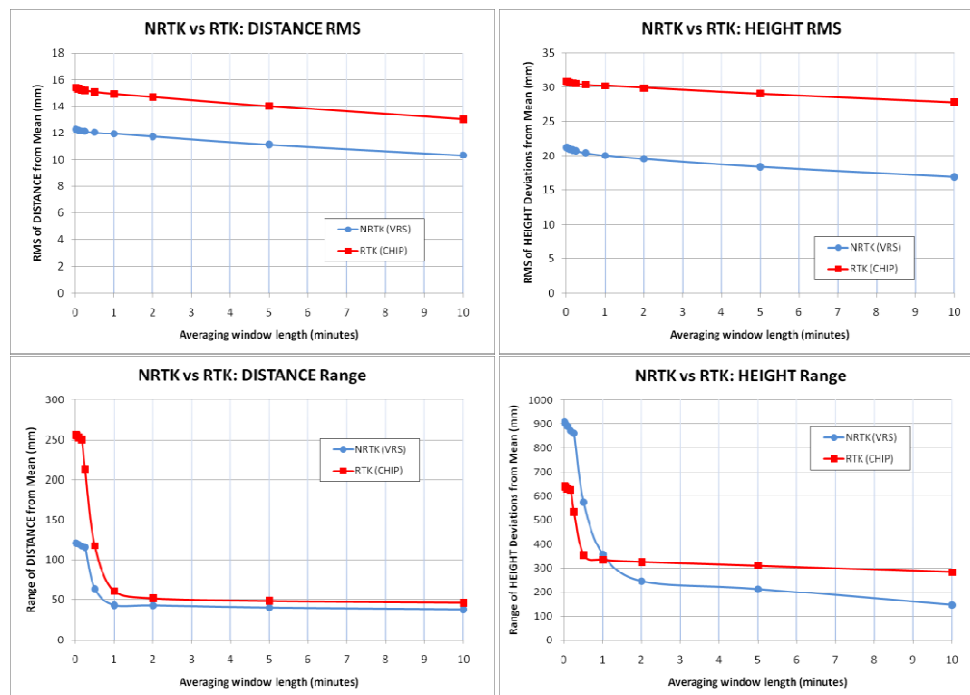 NRTK vs RTK: DISTANCE RMS
RMS of DISTANCE from Mean (mm)
18
16
14
12
10
8
6
4
2
0
NRTK (VRS)
RTK (CHIP)
0 1 2 3 4 5 6 7 8 9 10
Averaging window length (minutes)
NRTK vs RTK: HEIGHT RMS
RMS of HEIGHT Deviations from Mean (mm)
35
30
25
20
15
10
5
0
NRTK (VRS)
RTK (CHIP)
0 1 2 3 4 5 6 7 8 9 10
Averaging window length (minutes)
NRTK vs RTK: DISTANCE Range
Range of DISTANCE from Mean (mm)
300
250
200
150
100
50
0
NRTK (VRS)
RTK (CHIP)
0 1 2 3 4 5 6 7 8 9 10
Averaging window length (minutes)
NRTK vs RTK: HEIGHT Range
Range of HEIGHT Deviations from Mean (mm)
1000
900
800
700
600
500
400
300
200
100
0
NRTK (VRS)
RTK (CHIP)
0 1 2 3 4 5 6 7 8 9 10
Averaging window length (minutes)